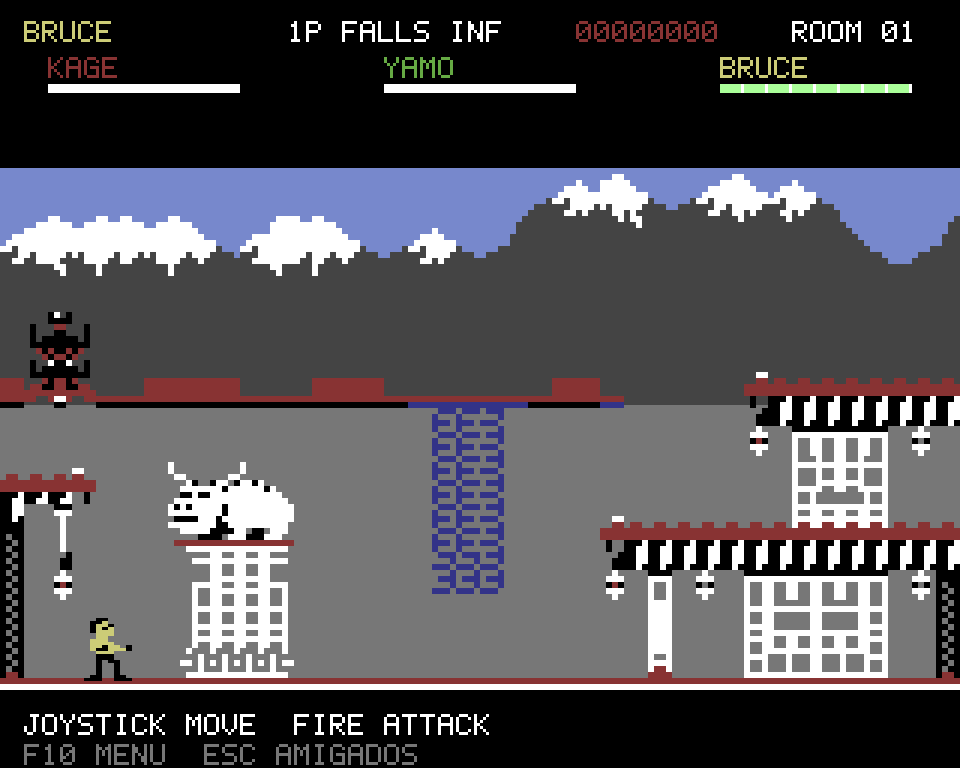 BRUCE 1P FALLS INF 00000000 ROOM 01
KAGE YAMO BRUCE
JOYSTICK MOVE FIRE ATTACK
F10 MENU ESC AMIGADOS